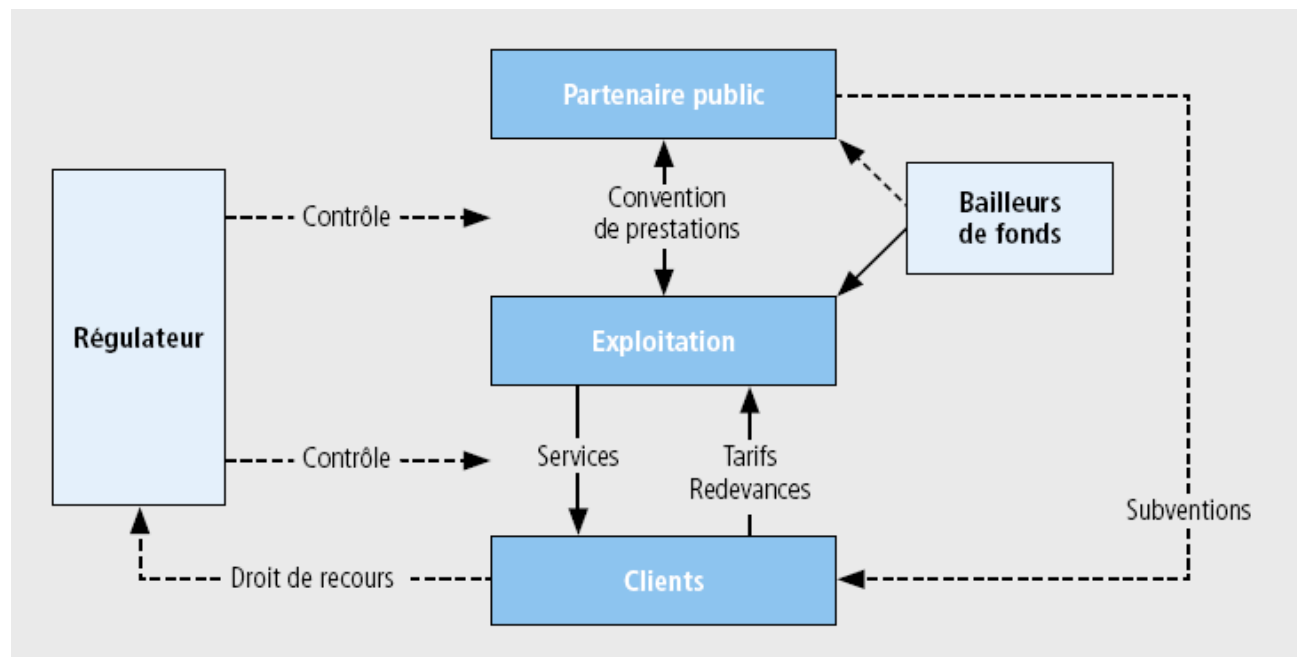 Partenaire public
Contrôle
Convention
de prestations
Bailleurs
de fonds
Régulateur
Exploitation
Contrôle
Services
Tarifs
Redevances
Subventions
Droit de recours
Clients